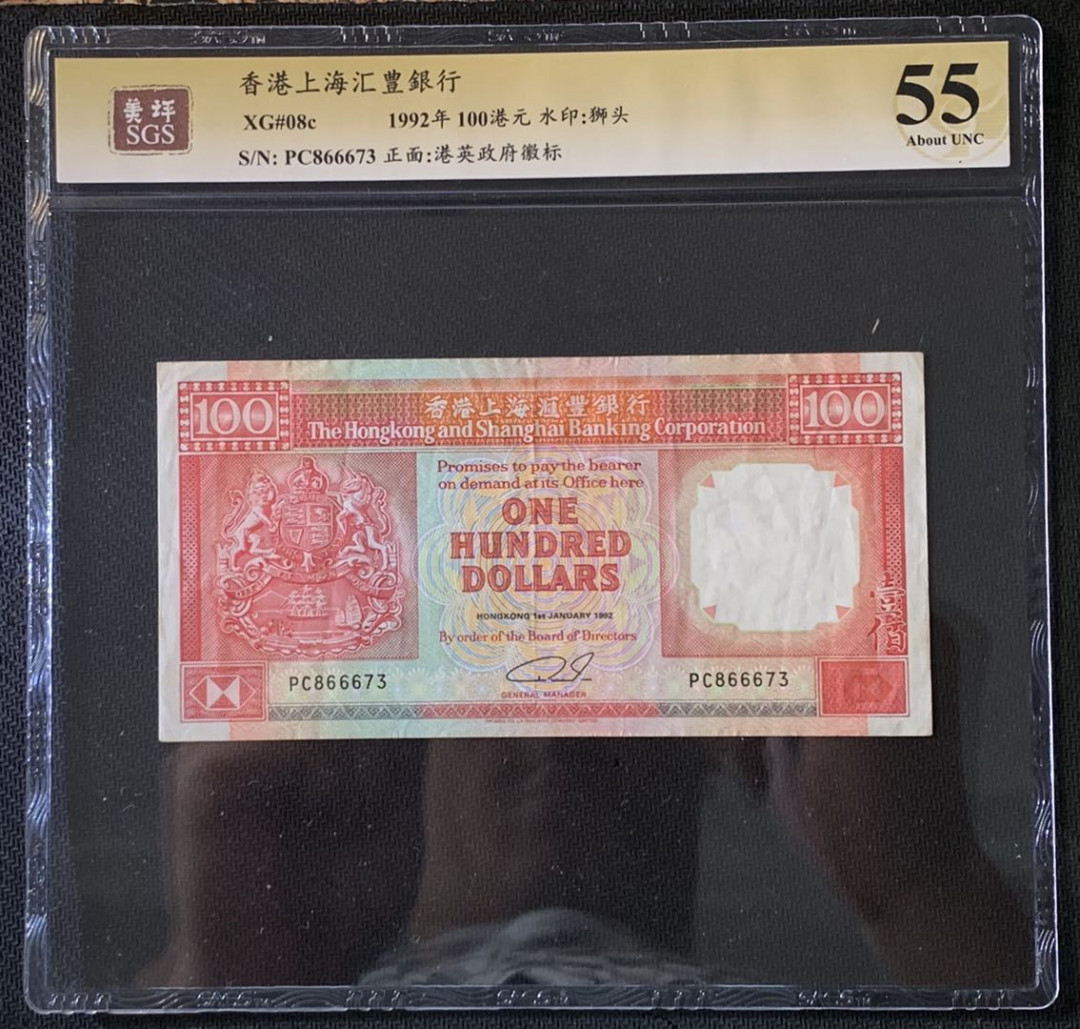 香港上海汇豐銀行
55
美评
SGS
XG#08c 1992年 100港元 水印:狮头
About UNC
S/N: PC866673 正面:港英政府徽标
100
香港上海滙豐銀行
100
The Hongkong and Shanghai Banking Corporation
Promises to pay the bearer
on demand at its Office here
ONE
HUNDRED
DOLLARS
壹佰
HONGKONG 1st JANUARY 1992
By order of the Board of Directors
PC866673
PC866673
GENERAL MANAGER